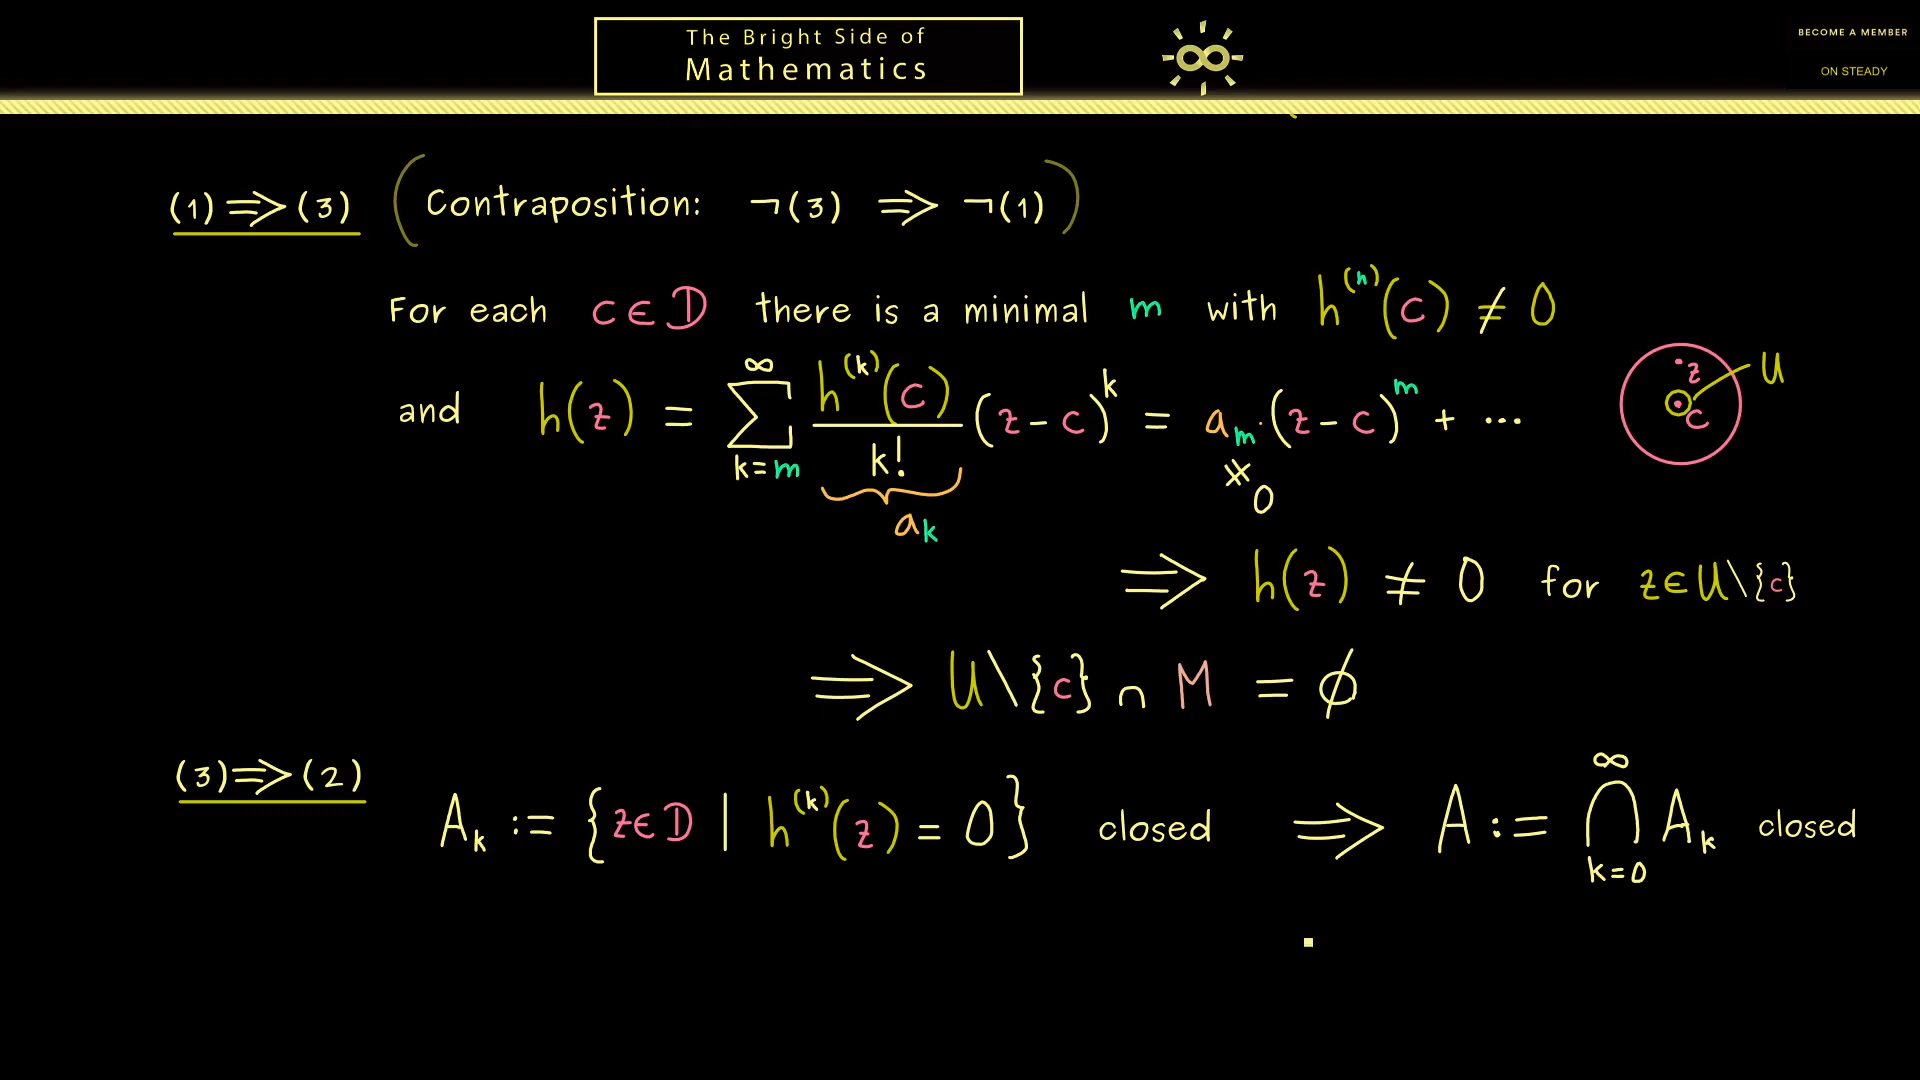 The Bright Side of
Mathematics
BECOME A MEMBER
ON STEADY
(1) ⟹ (3) (Contraposition: ¬(3) ⟹ ¬(1))
For each c ∈ D there is a minimal m with h^(n)(c) ≠ 0
and h(z) = ∑_{k=m}^{∞} h^(k)(c)/k! (z-c)^k = a_m·(z-c)^m + ...
a_k
≠ 0
z
c
U
⟹ h(z) ≠ 0 for z ∈ U\{c}
⟹ U\{c} ∩ M = ∅
(3) ⟹ (2)
A_k := {z ∈ D | h^(k)(z) = 0} closed ⟹ A := ⋂_{k=0}^{∞} A_k closed